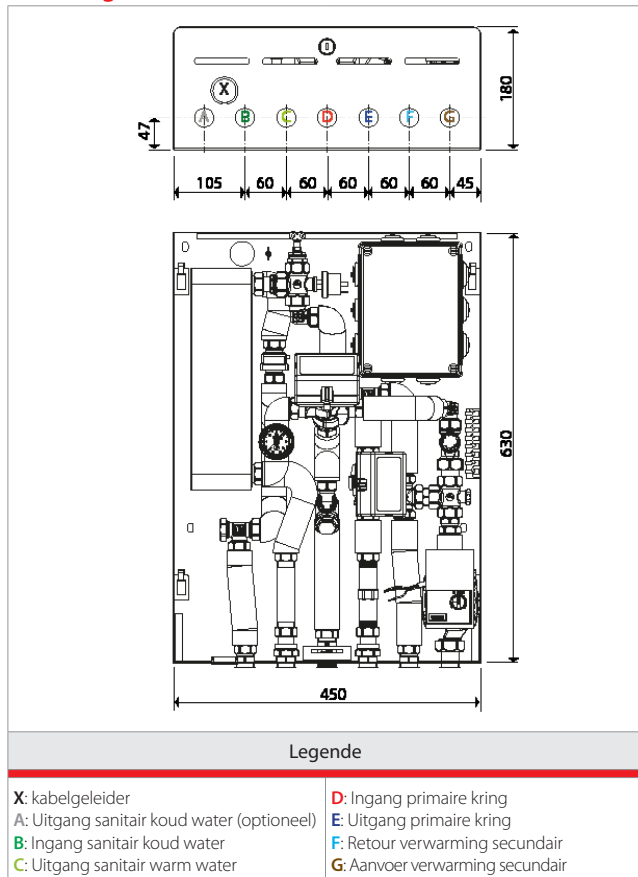 X
A B C D E F G
180
47
105 60 60 60 60 60 45
630
450
Legende
X: kabelgeleider
A: Uitgang sanitair koud water (optioneel)
B: Ingang sanitair koud water
C: Uitgang sanitair warm water
D: Ingang primaire kring
E: Uitgang primaire kring
F: Retour verwarming secundair
G: Aanvoer verwarming secundair